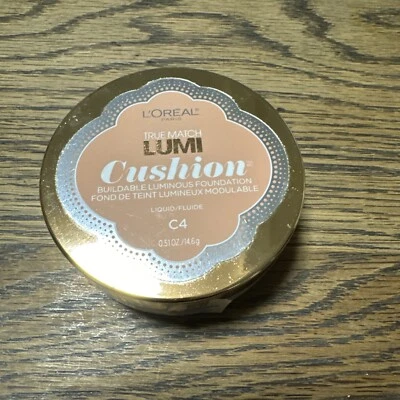 L'ORÉAL
PARIS
TRUE MATCH
LUMI
Cushion
BUILDABLE LUMINOUS FOUNDATION
FOND DE TEINT LUMINEUX MODULABLE
LIQUID/FLUIDE
C4
0.51 OZ/14.6g